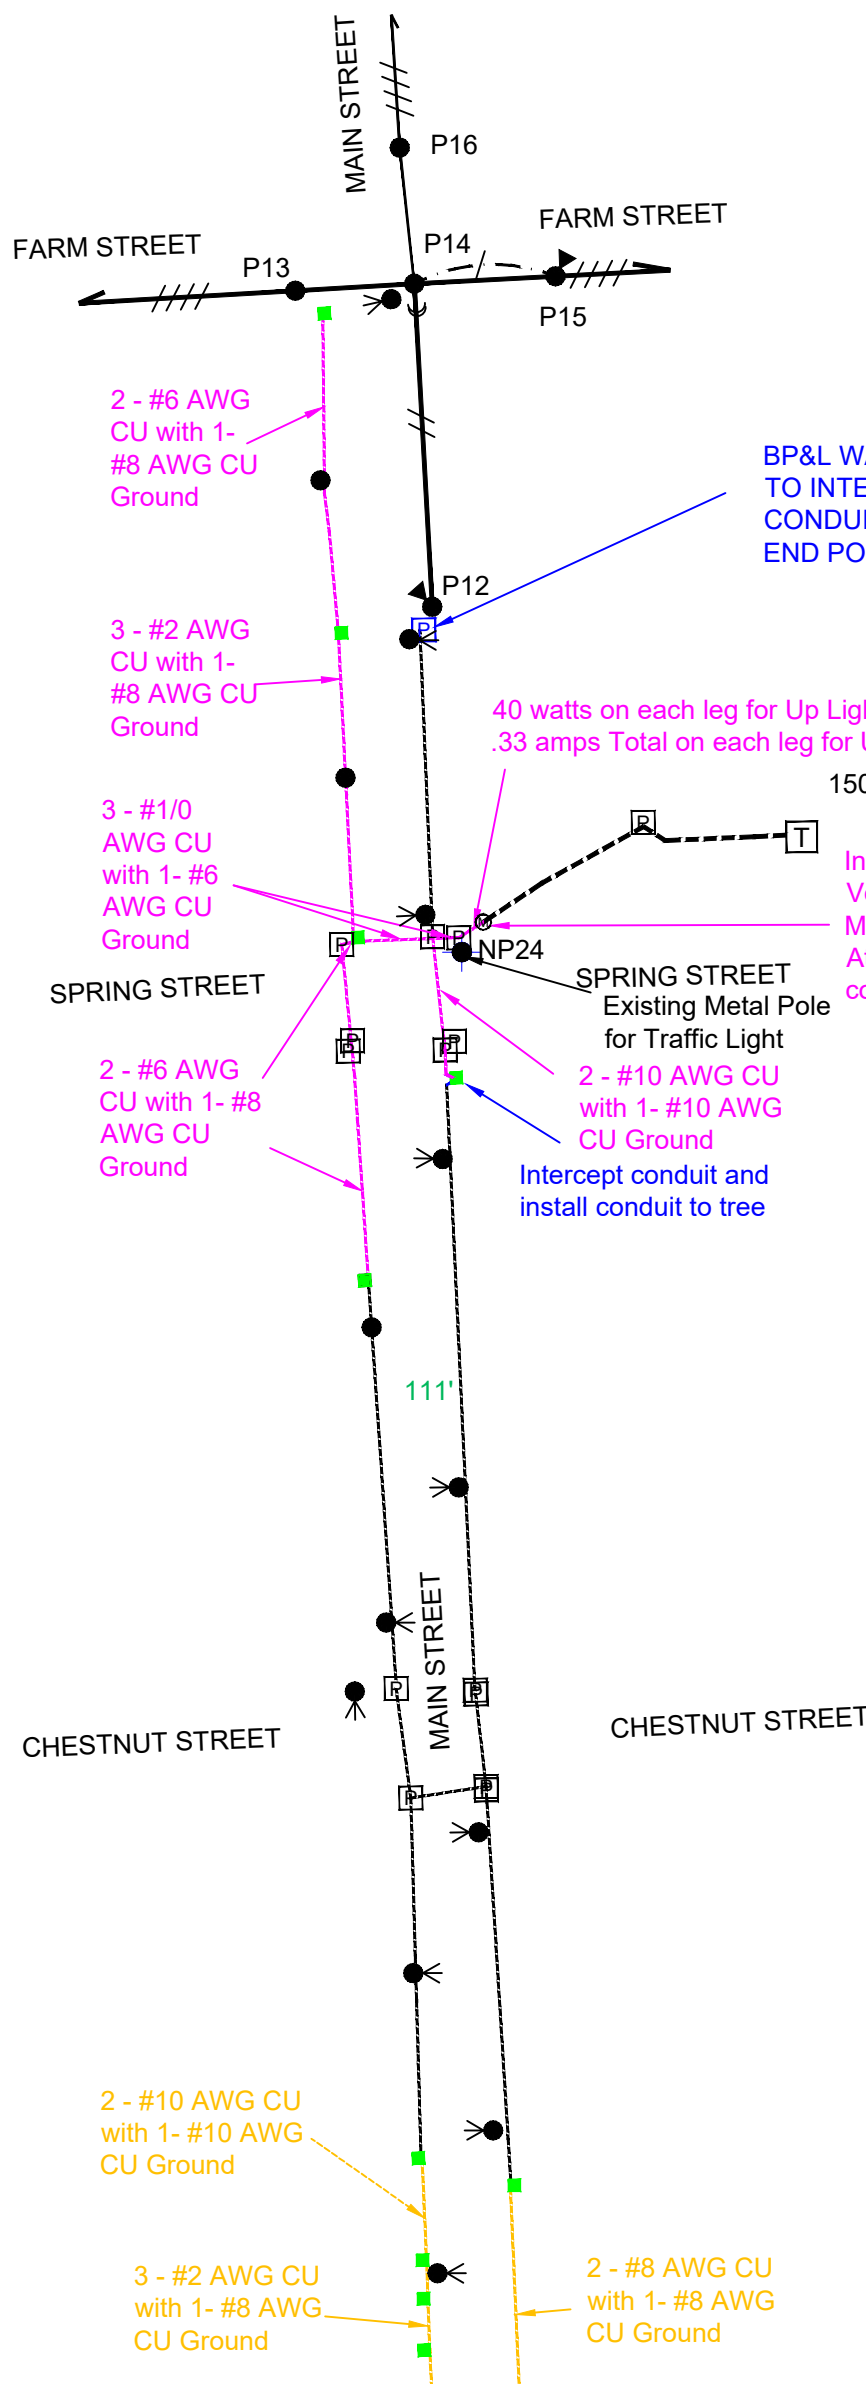 MAIN STREET
P16
FARM STREET
FARM STREET
P14
P13
P15
2 - #6 AWG
CU with 1-
#8 AWG CU
Ground
BP&L
TO
P12
P
3 - #2 AWG
CU with 1-
#8 AWG CU
Ground
40 watts on each leg for Up
.33 amps Total on each leg for
150
P
T
3 - #1/0
AWG CU
with 1- #6
AWG CU
Ground
M
P
P
P
NP24
SPRING STREET
SPRING STREET
Existing Metal Pole
for Traffic Light
P
P
P
P
2 - #6 AWG
CU with 1- #8
AWG CU
Ground
2 - #10 AWG CU
with 1- #10 AWG
CU Ground
Intercept conduit and
install conduit to tree
111'
MAIN STREET
P
P
CHESTNUT STREET
CHESTNUT STREET
P
P
2 - #10 AWG CU
with 1- #10 AWG
CU Ground
3 - #2 AWG CU
with 1- #8 AWG
CU Ground
2 - #8 AWG CU
with 1- #8 AWG
CU Ground